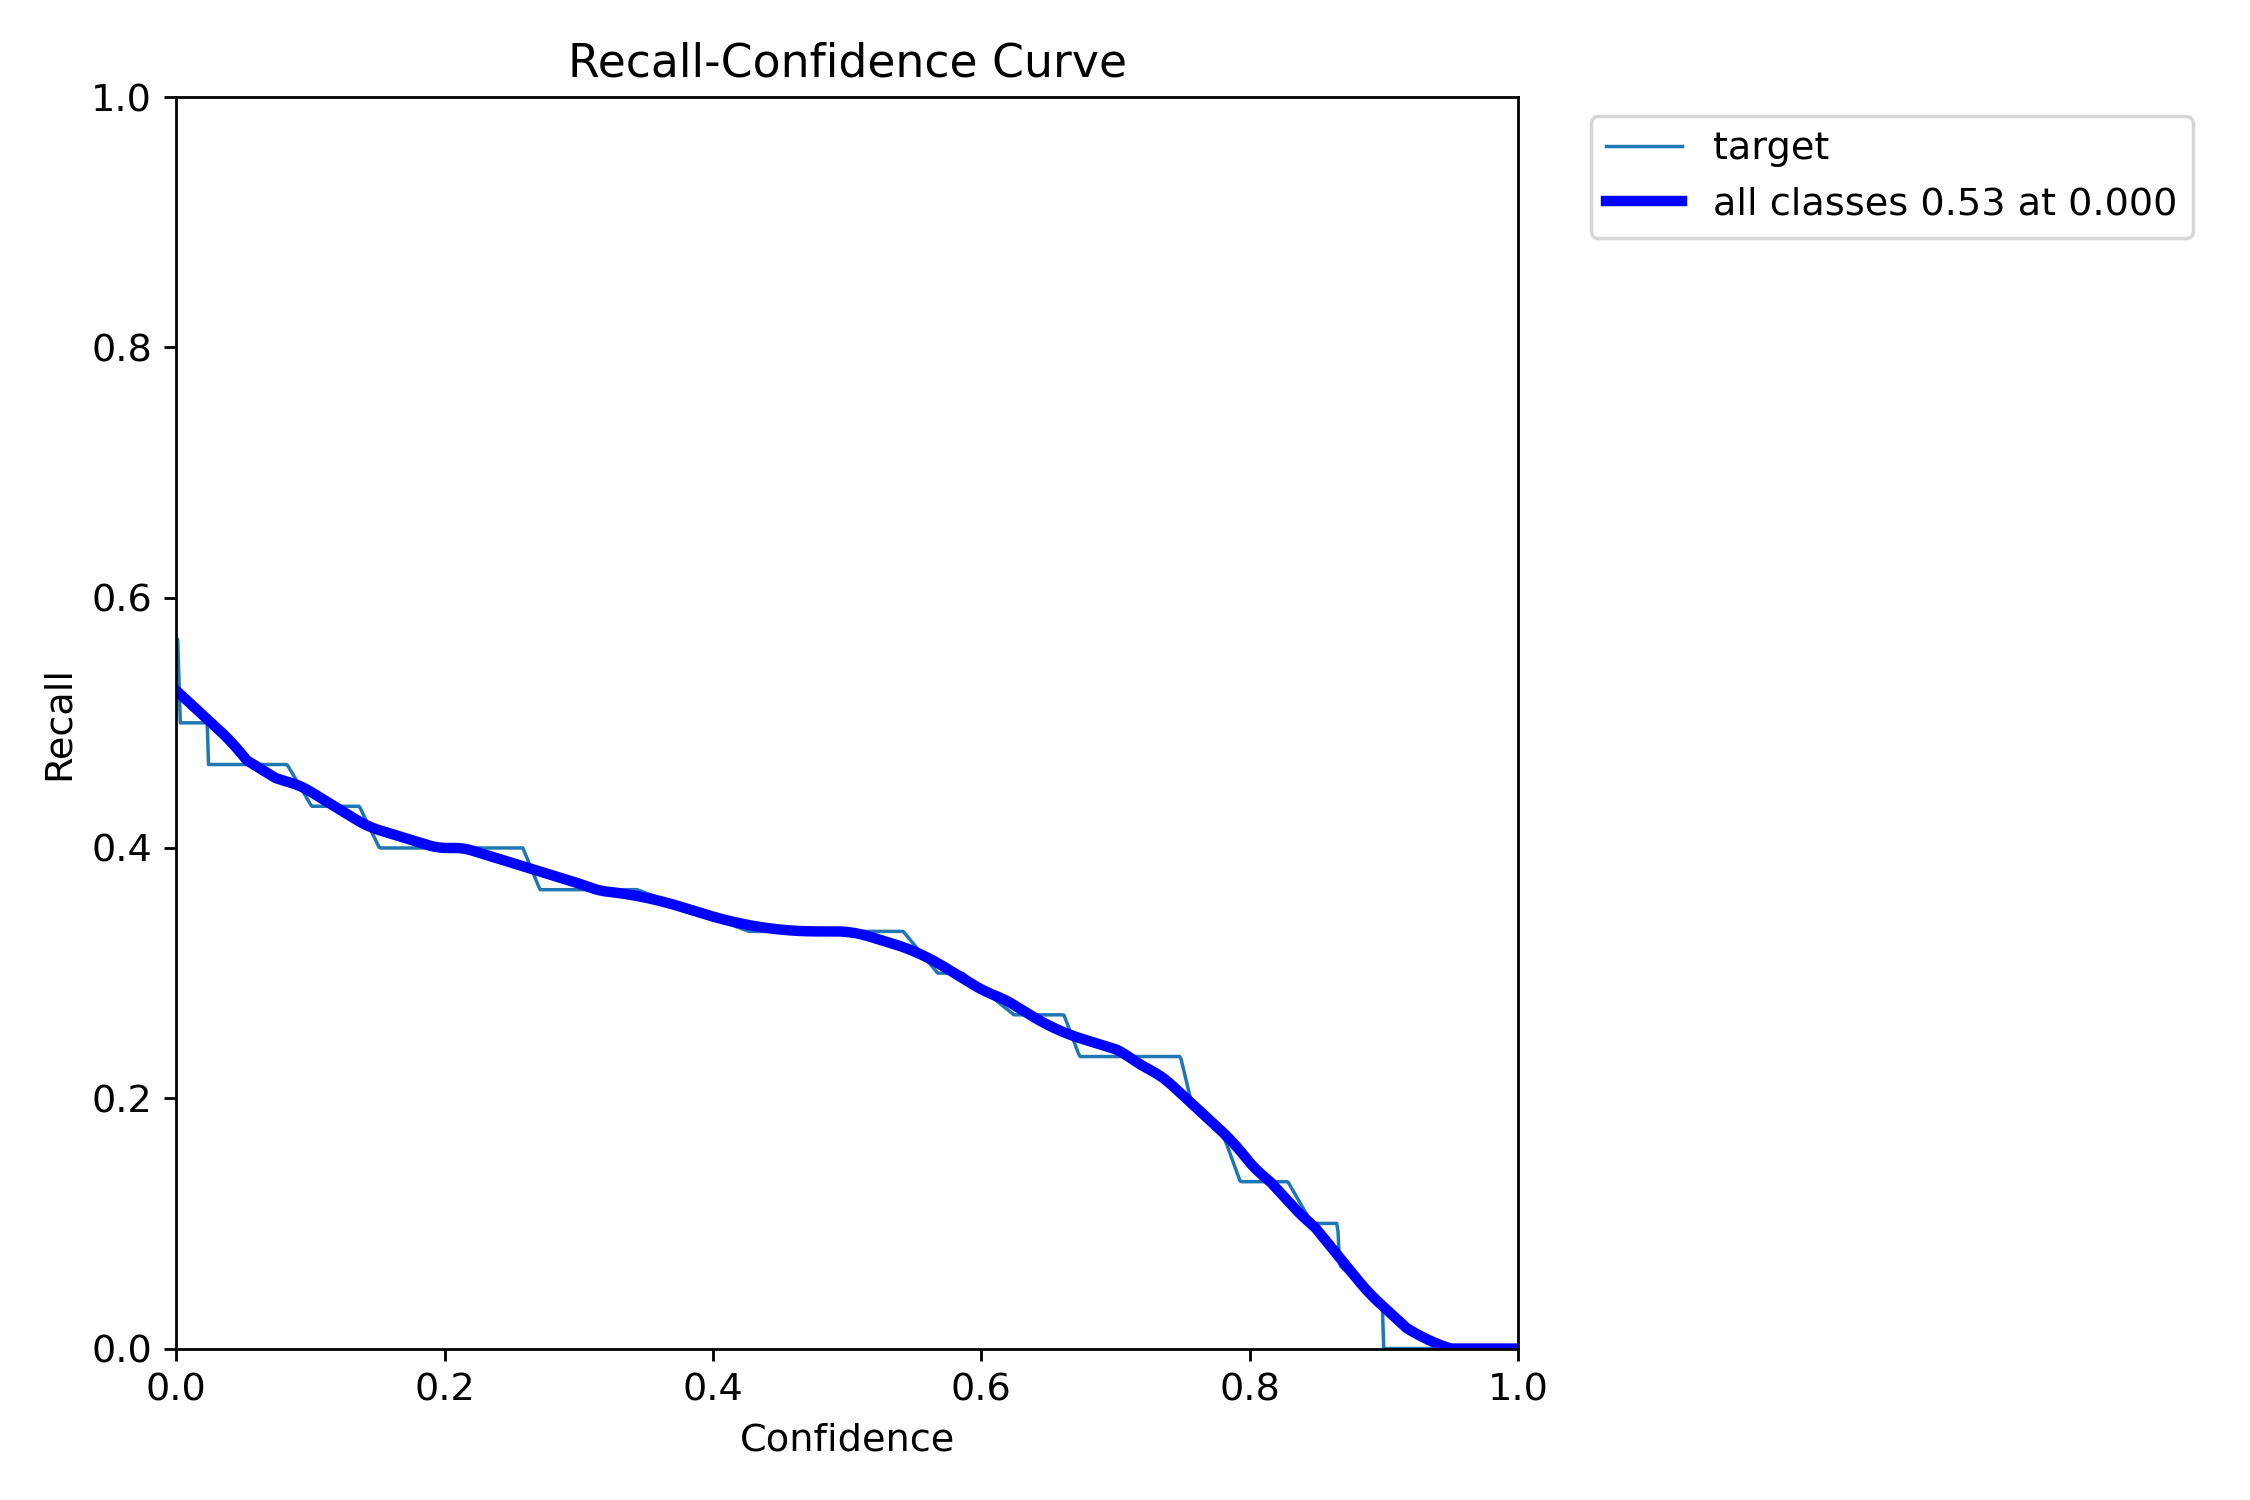 Recall-Confidence Curve
1.0
0.8
0.6
0.4
0.2
0.0
Recall
0.0 0.2 0.4 0.6 0.8 1.0
Confidence
target
all classes 0.53 at 0.000